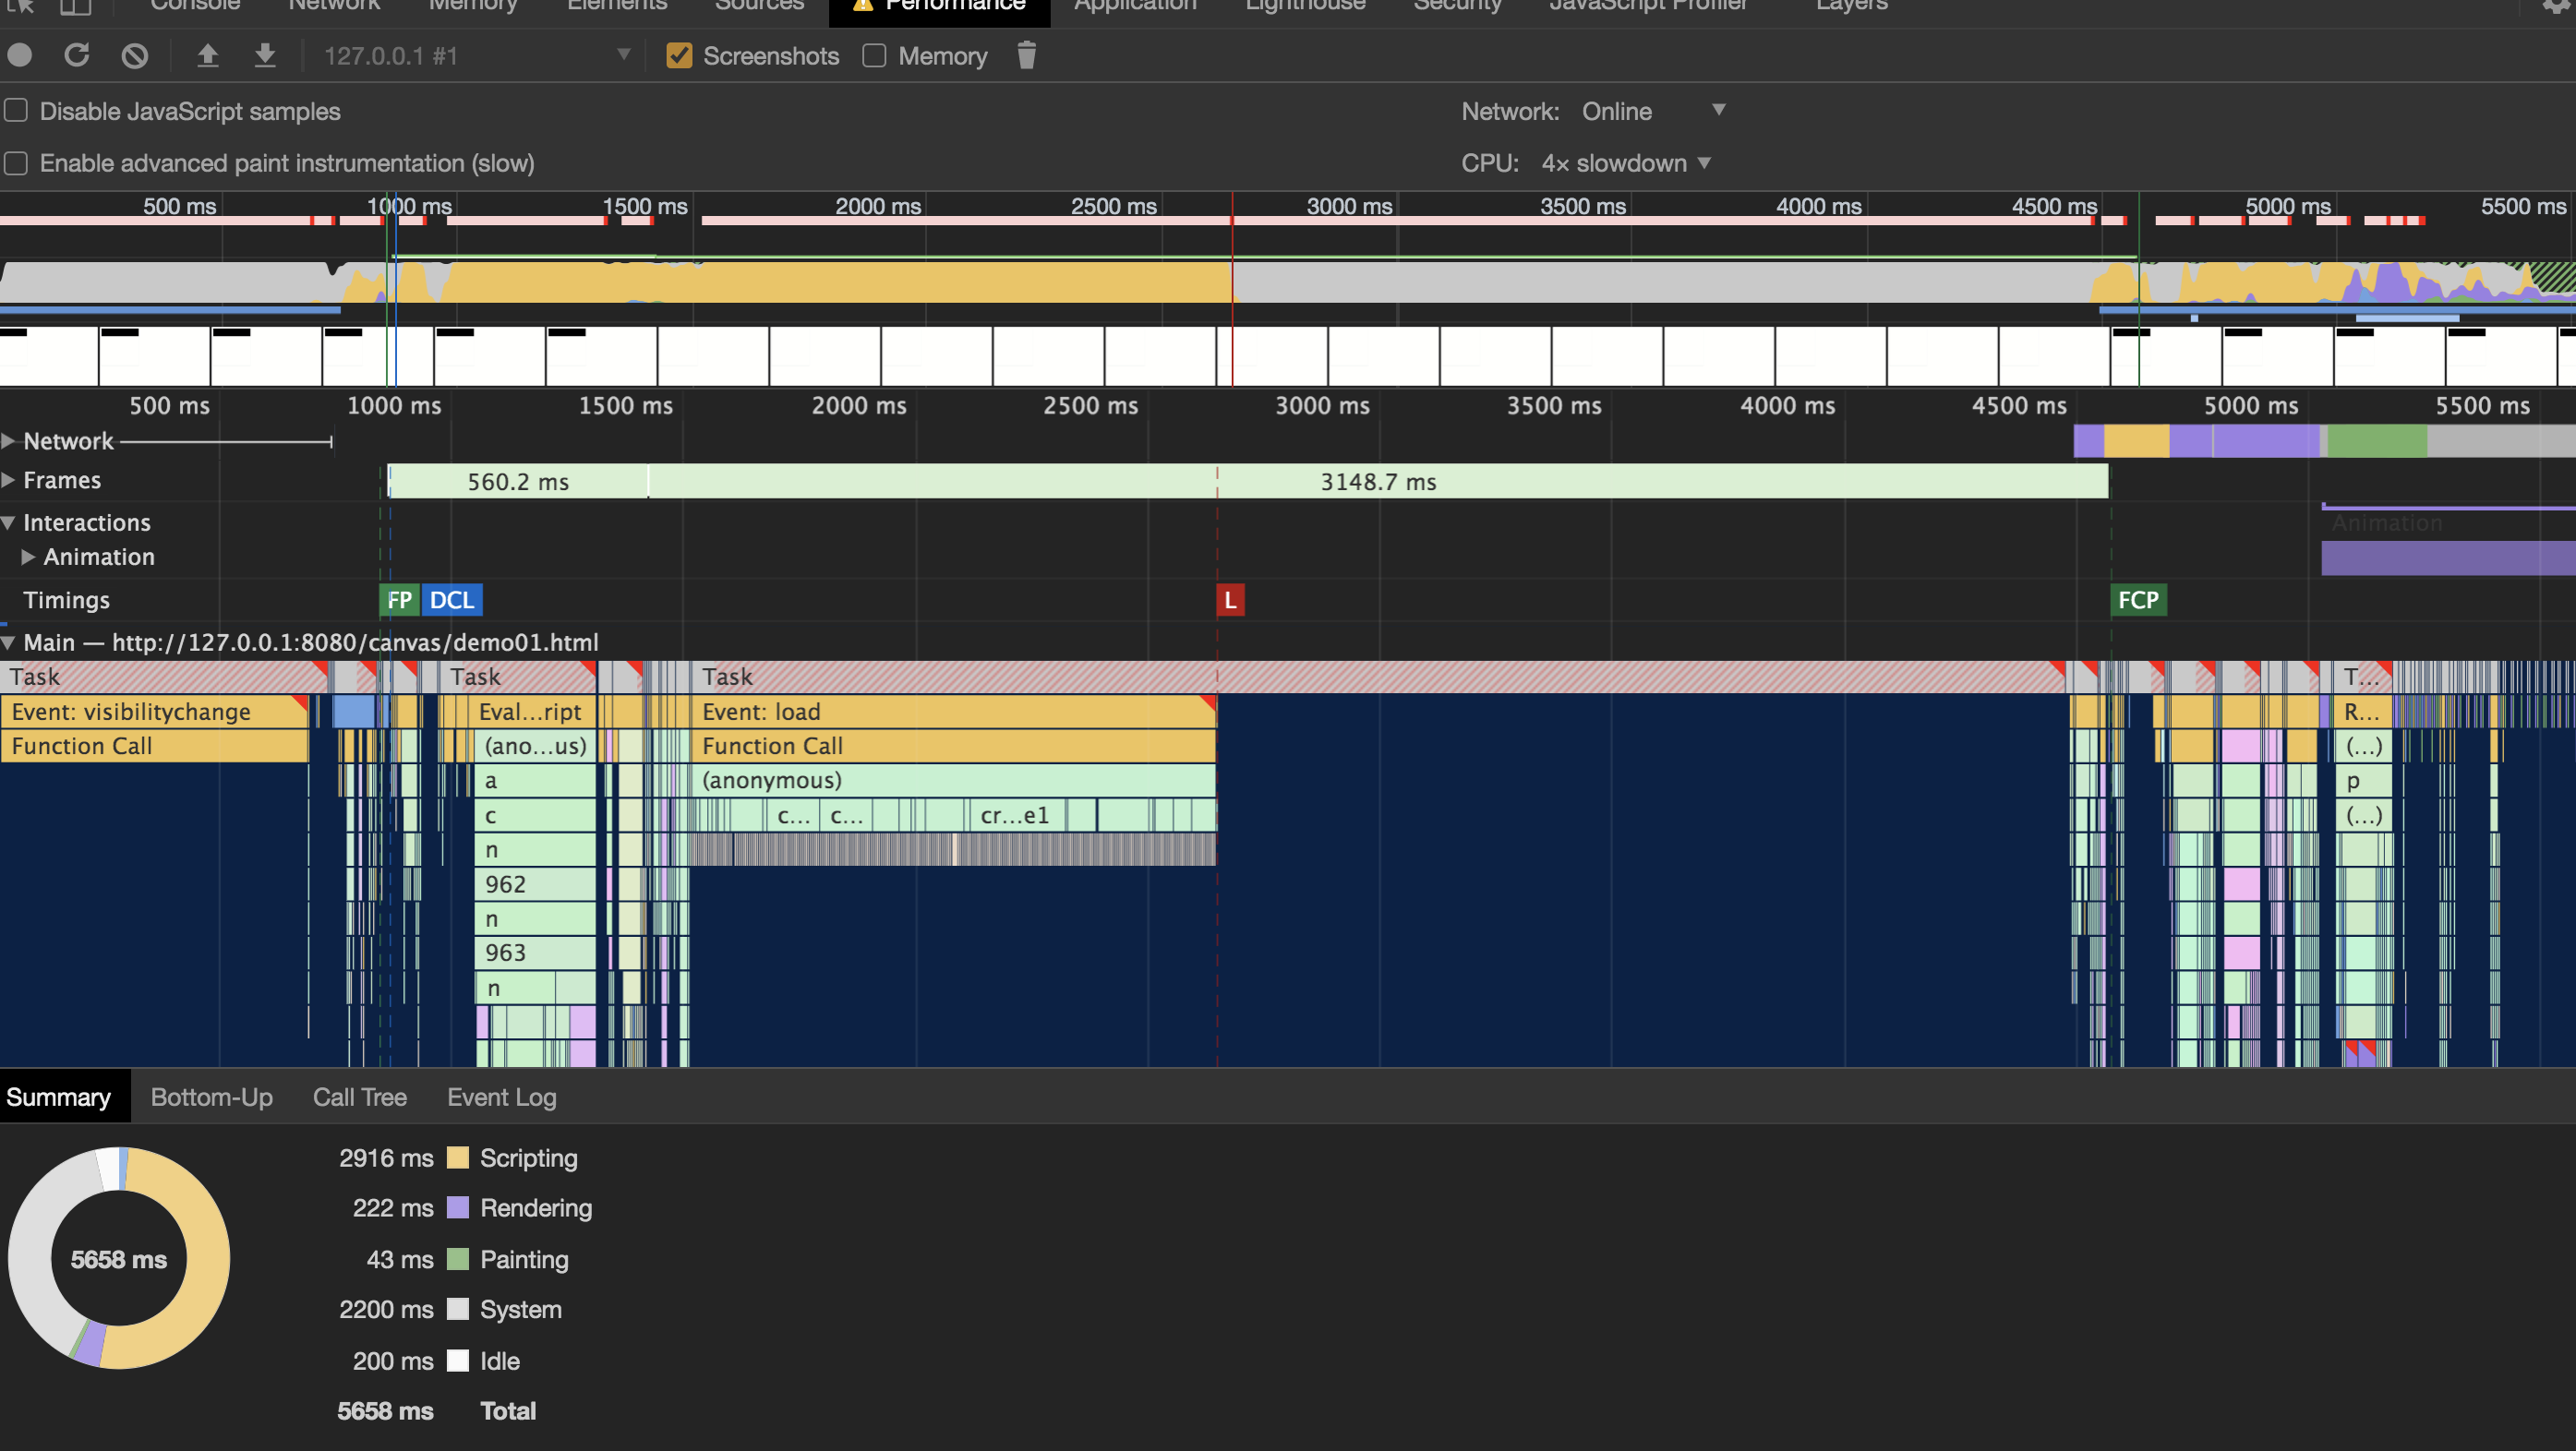 Console Network Memory Elements Sources Performance Application Lighthouse Security JavaScript Profiler Layers
127.0.0.1 #1 Screenshots Memory
Disable JavaScript samples Network: Online
Enable advanced paint instrumentation (slow) CPU: 4× slowdown
500 ms 1000 ms 1500 ms 2000 ms 2500 ms 3000 ms 3500 ms 4000 ms 4500 ms 5000 ms 5500 ms
500 ms 1000 ms 1500 ms 2000 ms 2500 ms 3000 ms 3500 ms 4000 ms 4500 ms 5000 ms 5500 ms
Network
Frames 560.2 ms 3148.7 ms
Interactions Animation
Animation
Timings FP DCL L FCP
Main — http://127.0.0.1:8080/canvas/demo01.html
Task Task Task T...
Event: visibilitychange Eval...ript Event: load R...
Function Call (ano...us) Function Call (...)
a (anonymous) p
c c... c... cr...e1 (...)
n
962
n
963
n
Summary Bottom-Up Call Tree Event Log
2916 ms Scripting
222 ms Rendering
5658 ms 43 ms Painting
2200 ms System
200 ms Idle
5658 ms Total